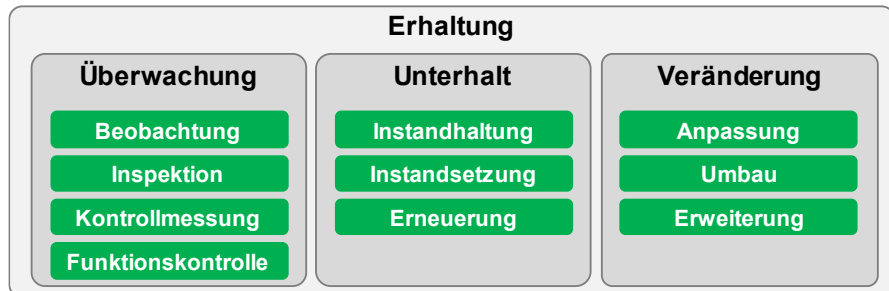 Erhaltung
Überwachung
Beobachtung
Inspektion
Kontrollmessung
Funktionskontrolle
Unterhalt
Instandhaltung
Instandsetzung
Erneuerung
Veränderung
Anpassung
Umbau
Erweiterung